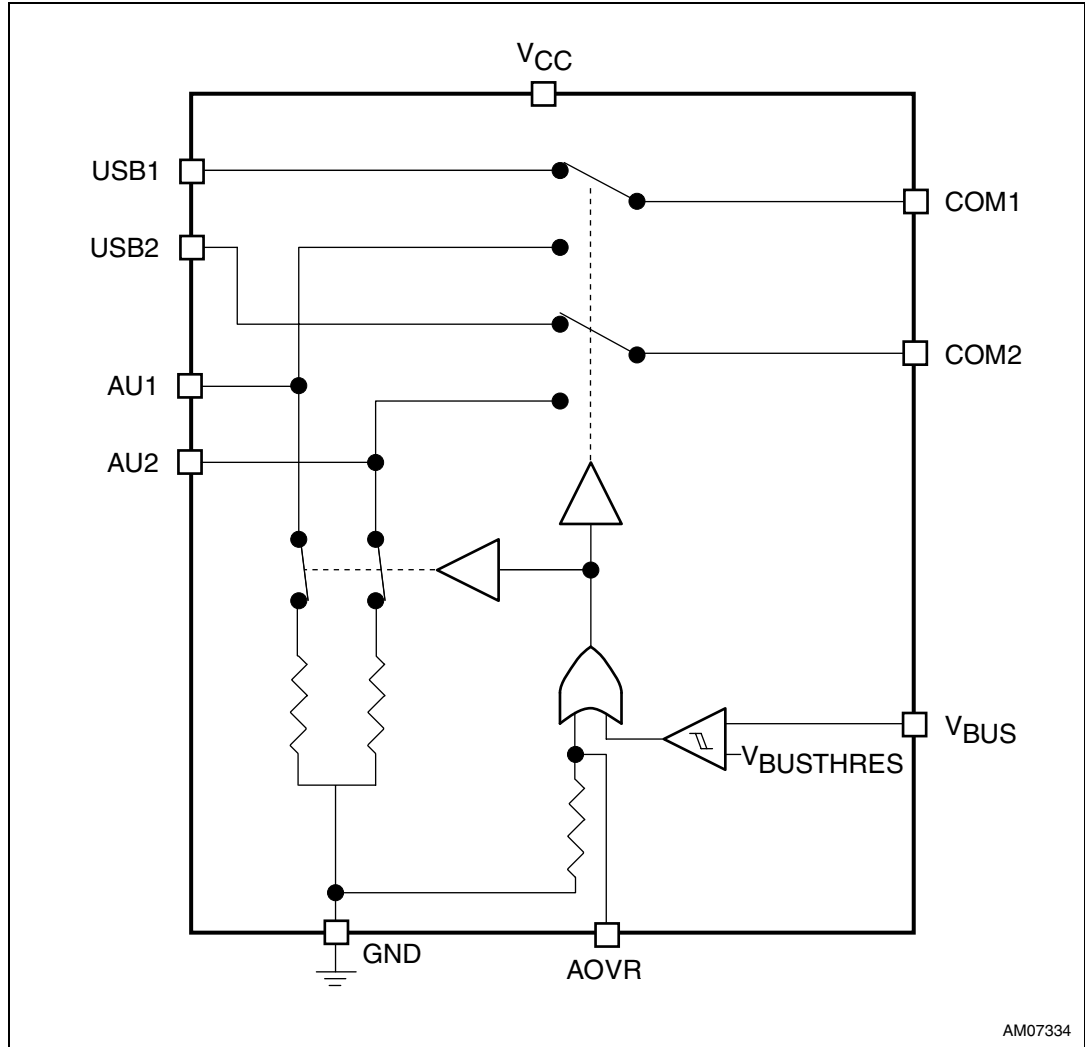 VCC
USB1
COM1
USB2
COM2
AU1
AU2
VBUS
VBUSTHRES
GND
AOVR
AM07334